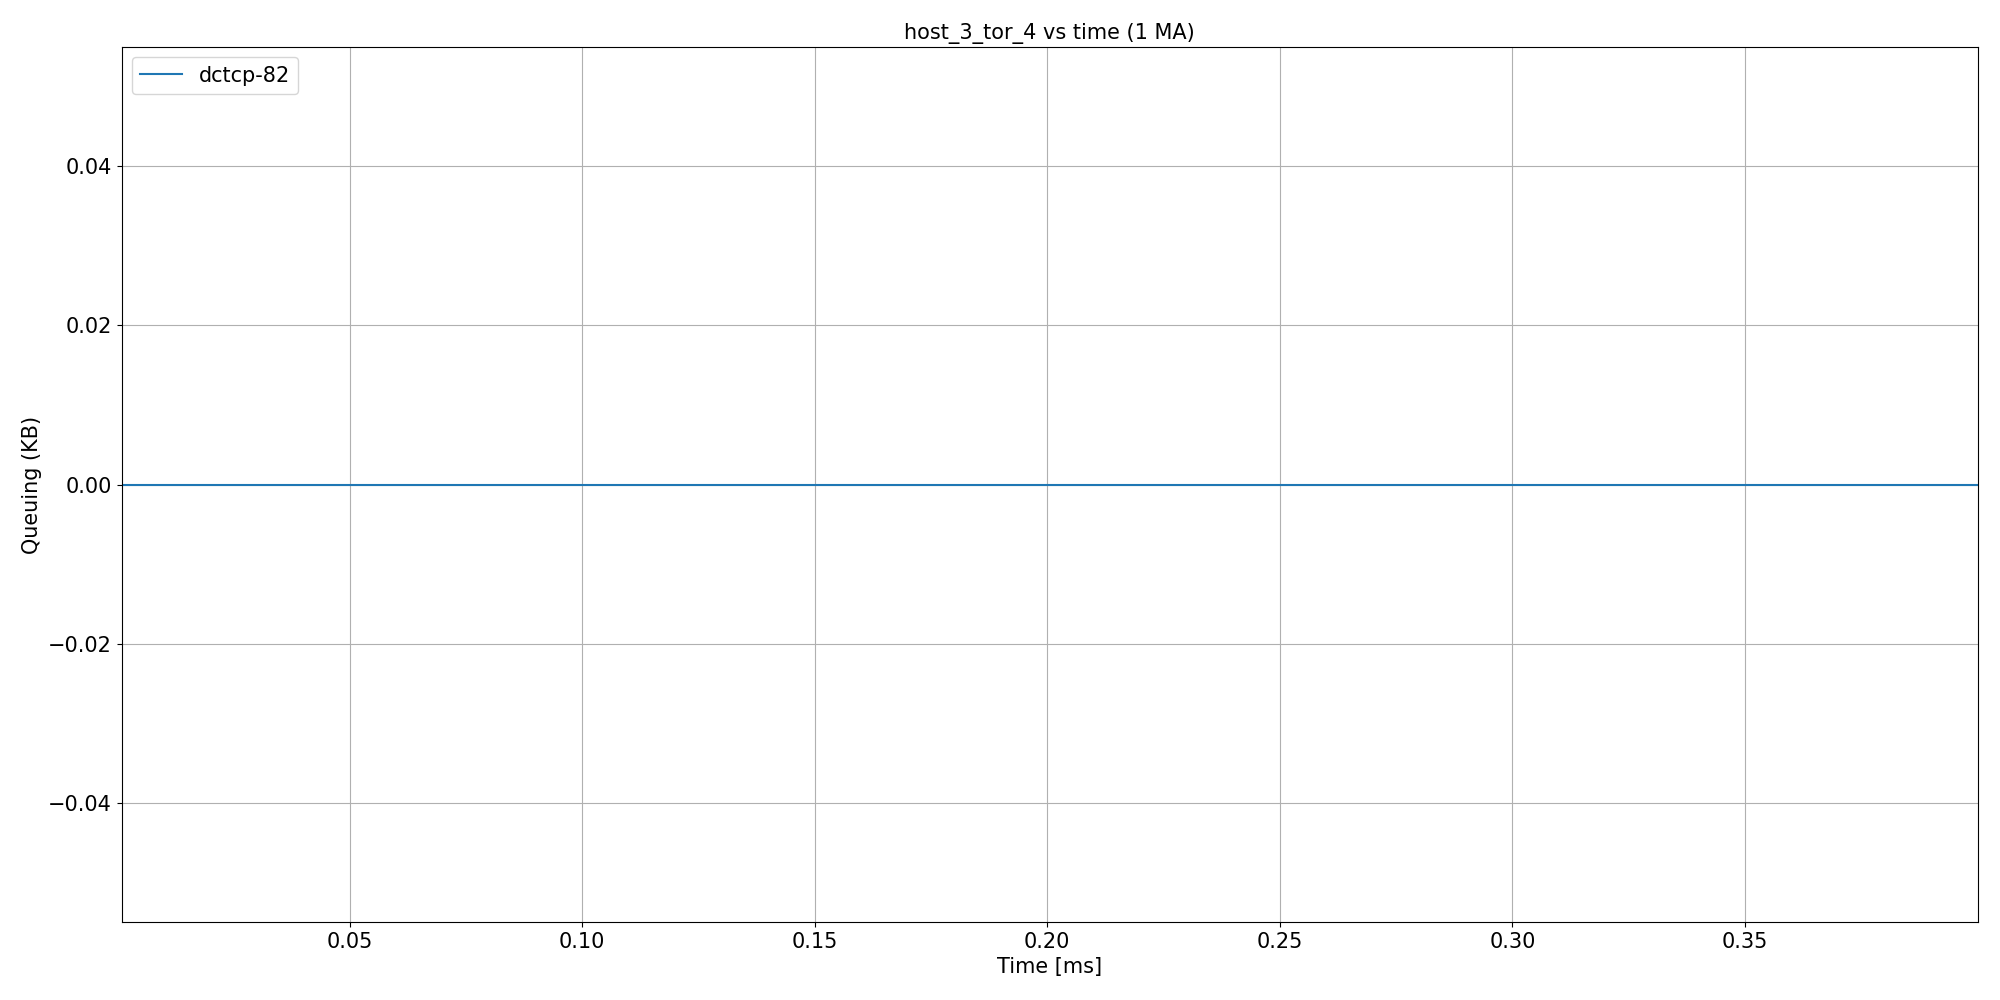 host_3_tor_4 vs time (1 MA)
dctcp-82
0.04
0.02
0.00
−0.02
−0.04
Queuing (KB)
0.05 0.10 0.15 0.20 0.25 0.30 0.35
Time [ms]